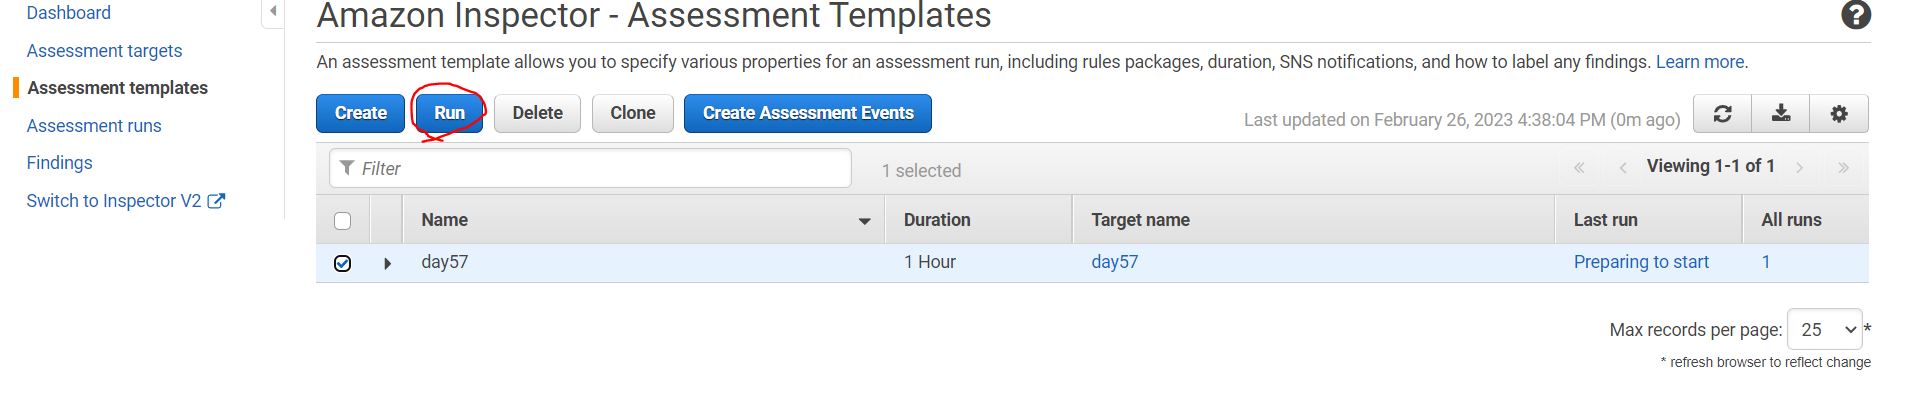 Dashboard
Assessment targets
Assessment templates
Assessment runs
Findings
Switch to Inspector V2
Amazon Inspector - Assessment Templates
?
An assessment template allows you to specify various properties for an assessment run, including rules packages, duration, SNS notifications, and how to label any findings. Learn more.
Create Run Delete Clone Create Assessment Events
Last updated on February 26, 2023 4:38:04 PM (0m ago)
Filter 1 selected « ‹ Viewing 1-1 of 1 › »
Name Duration Target name Last run All runs
day57 1 Hour day57 Preparing to start 1
Max records per page: 25 *
* refresh browser to reflect change